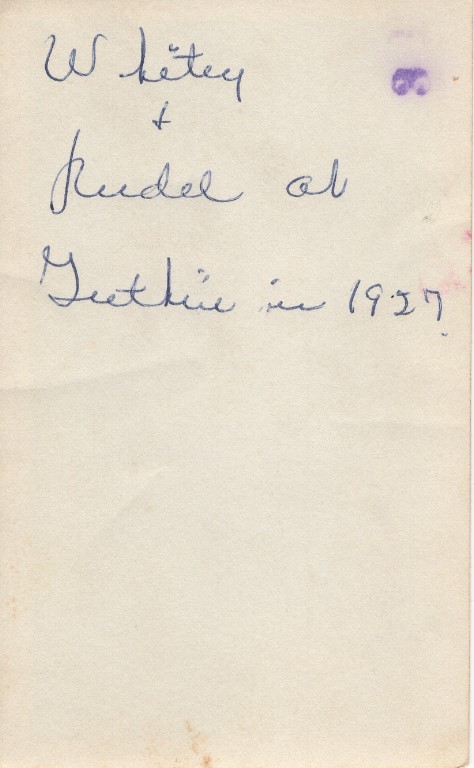 Whitey
+
Rudel at
Guthrie in 1927